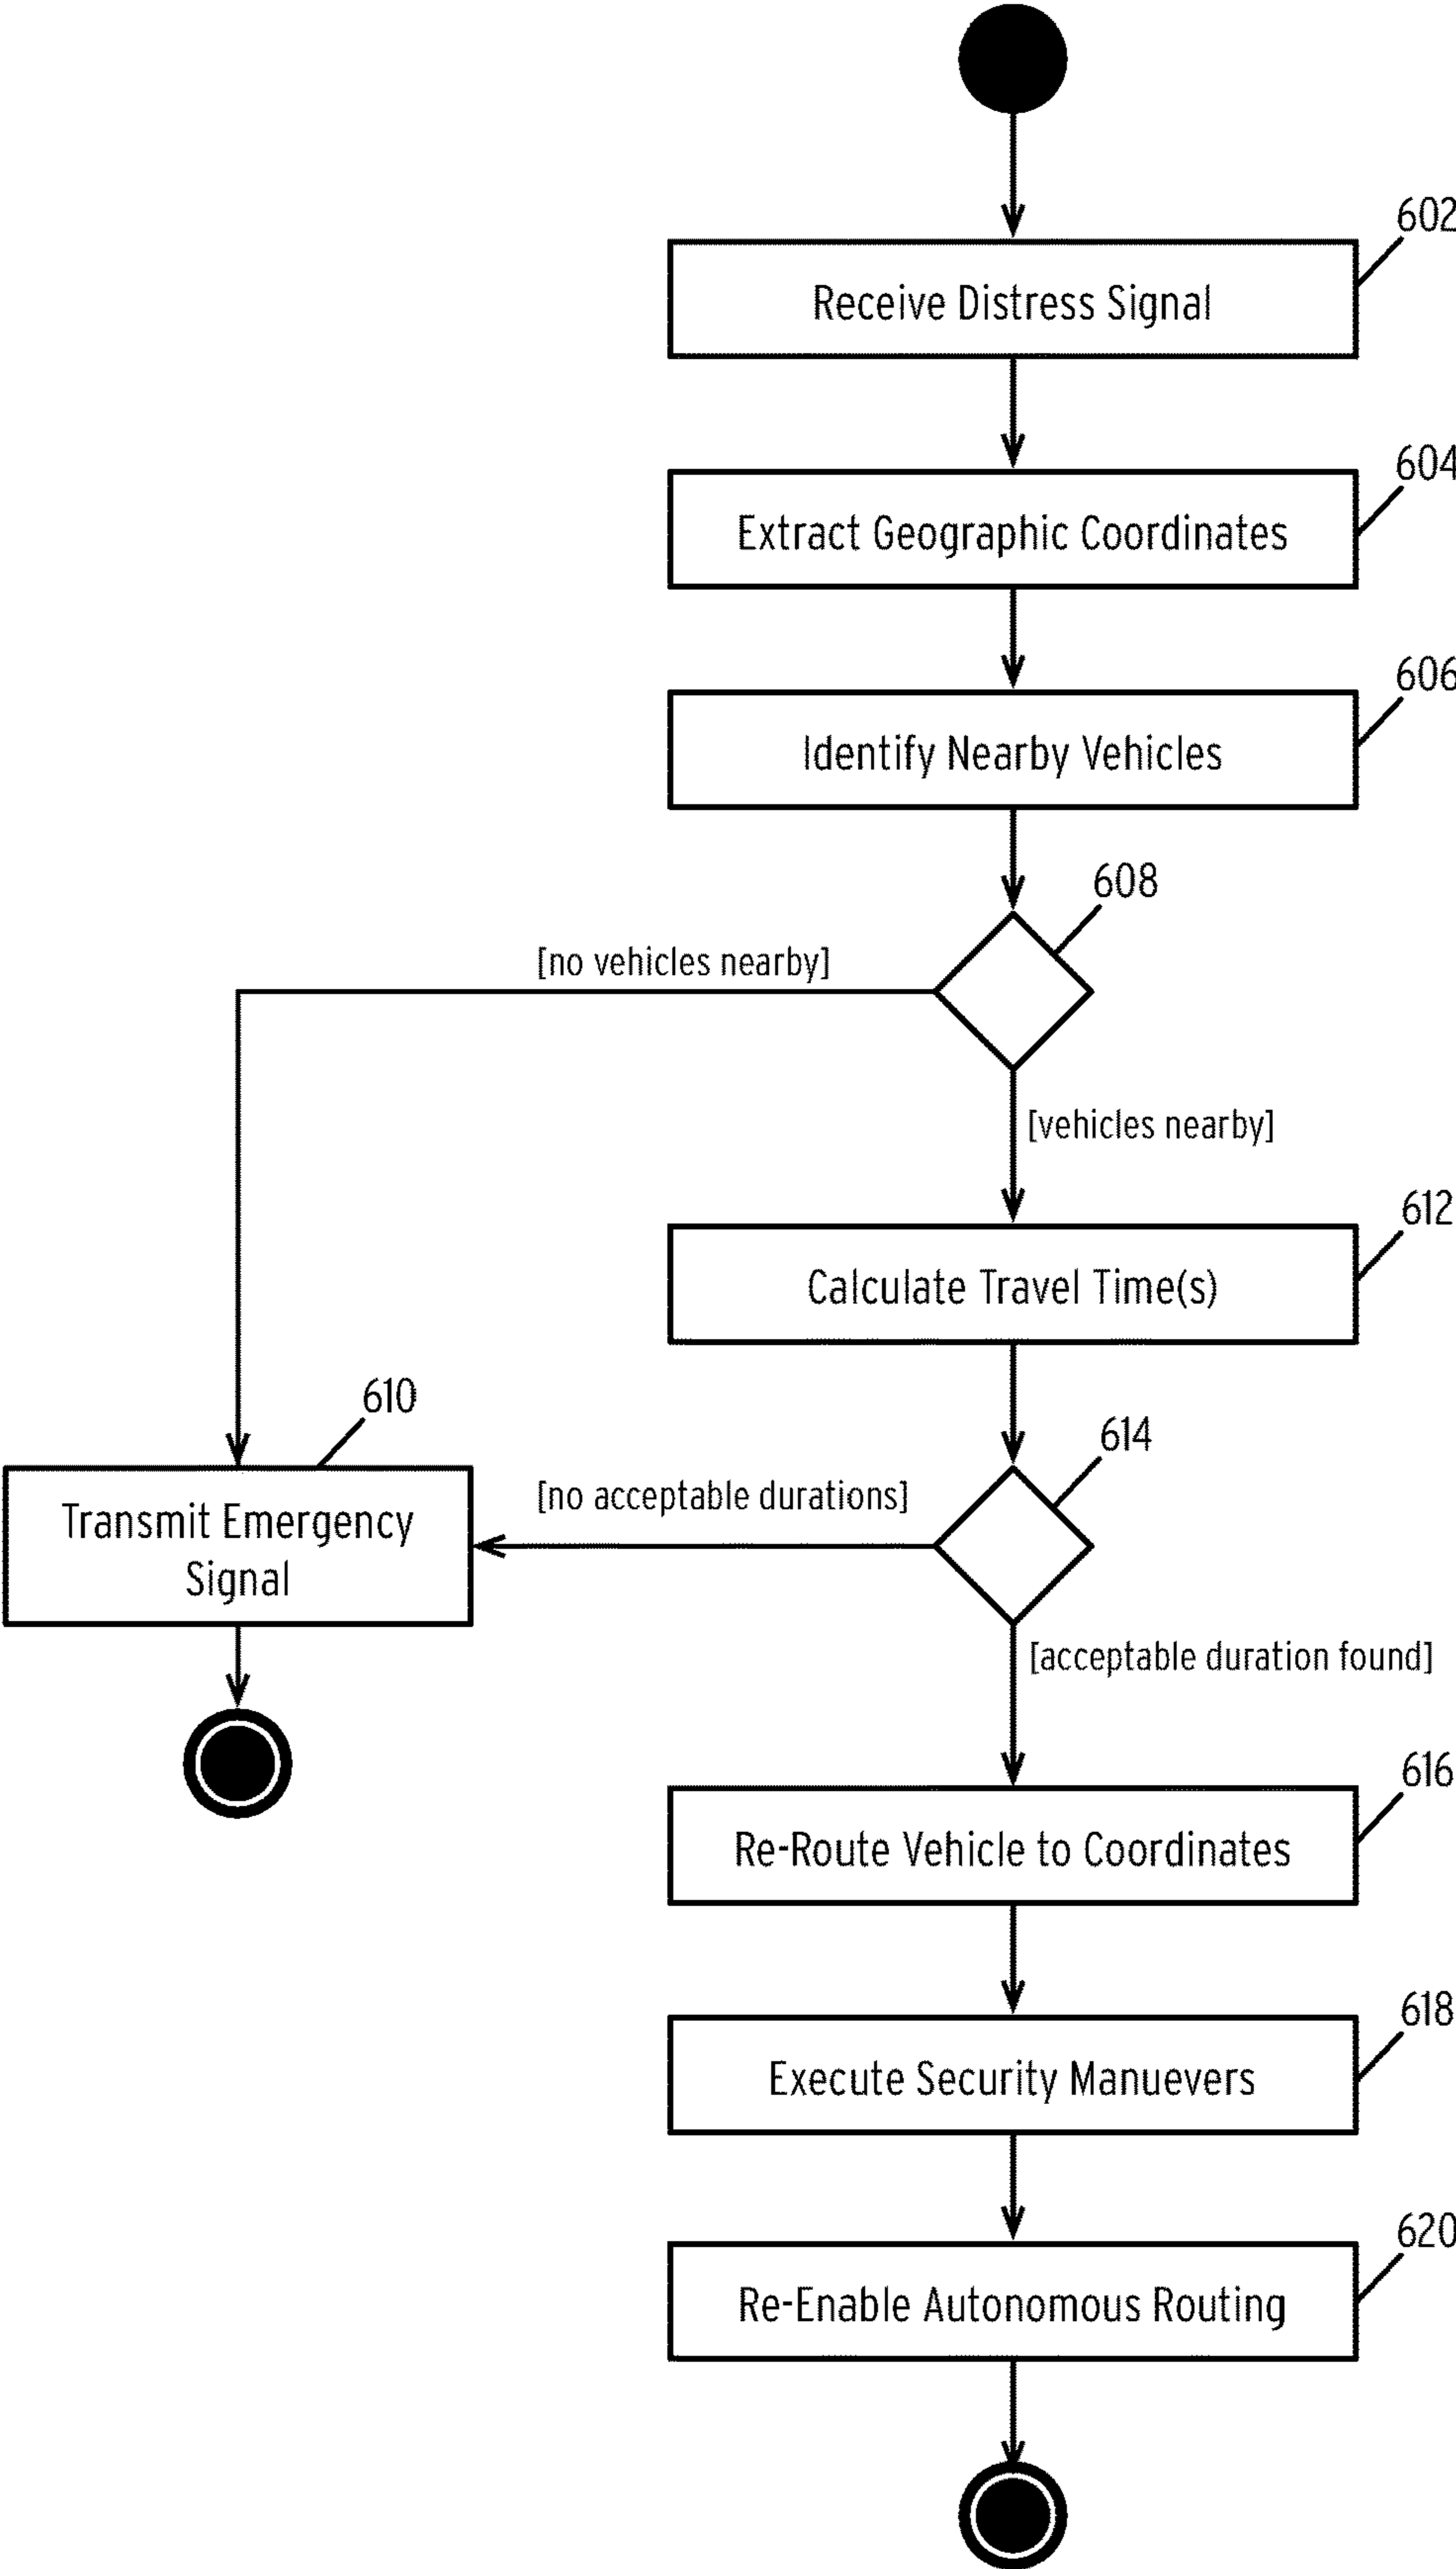 602
Receive Distress Signal
604
Extract Geographic Coordinates
606
Identify Nearby Vehicles
608
[no vehicles nearby]
[vehicles nearby]
612
Calculate Travel Time(s)
610
614
Transmit Emergency
Signal
[no acceptable durations]
[acceptable duration found]
616
Re-Route Vehicle to Coordinates
618
Execute Security Manuevers
620
Re-Enable Autonomous Routing